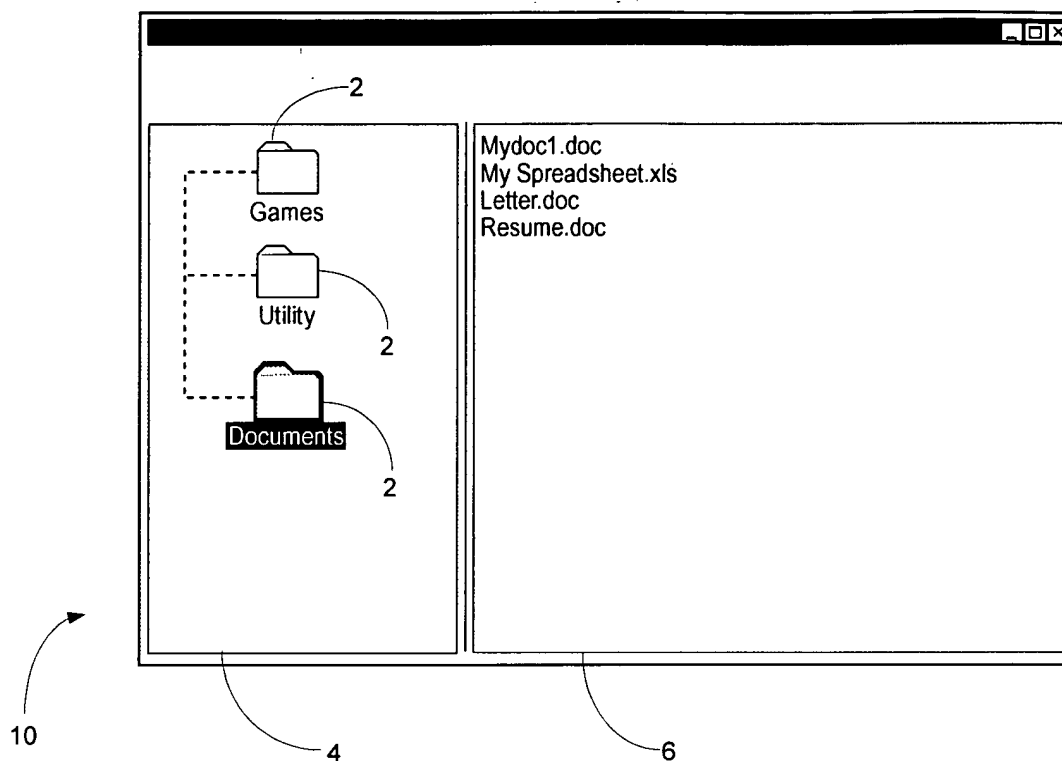 2
Games
Utility
2
Documents
2
Mydoc1.doc
My Spreadsheet.xls
Letter.doc
Resume.doc
10
4
6